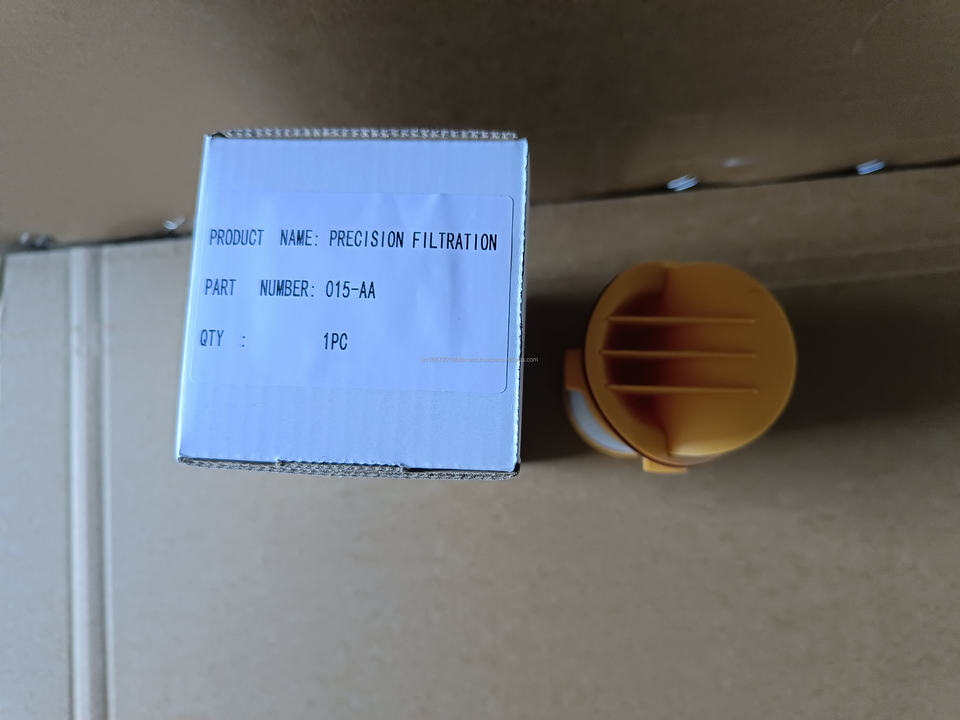 PRODUCT NAME: PRECISION FILTRATION
PART NUMBER: 015-AA
QTY : 1PC